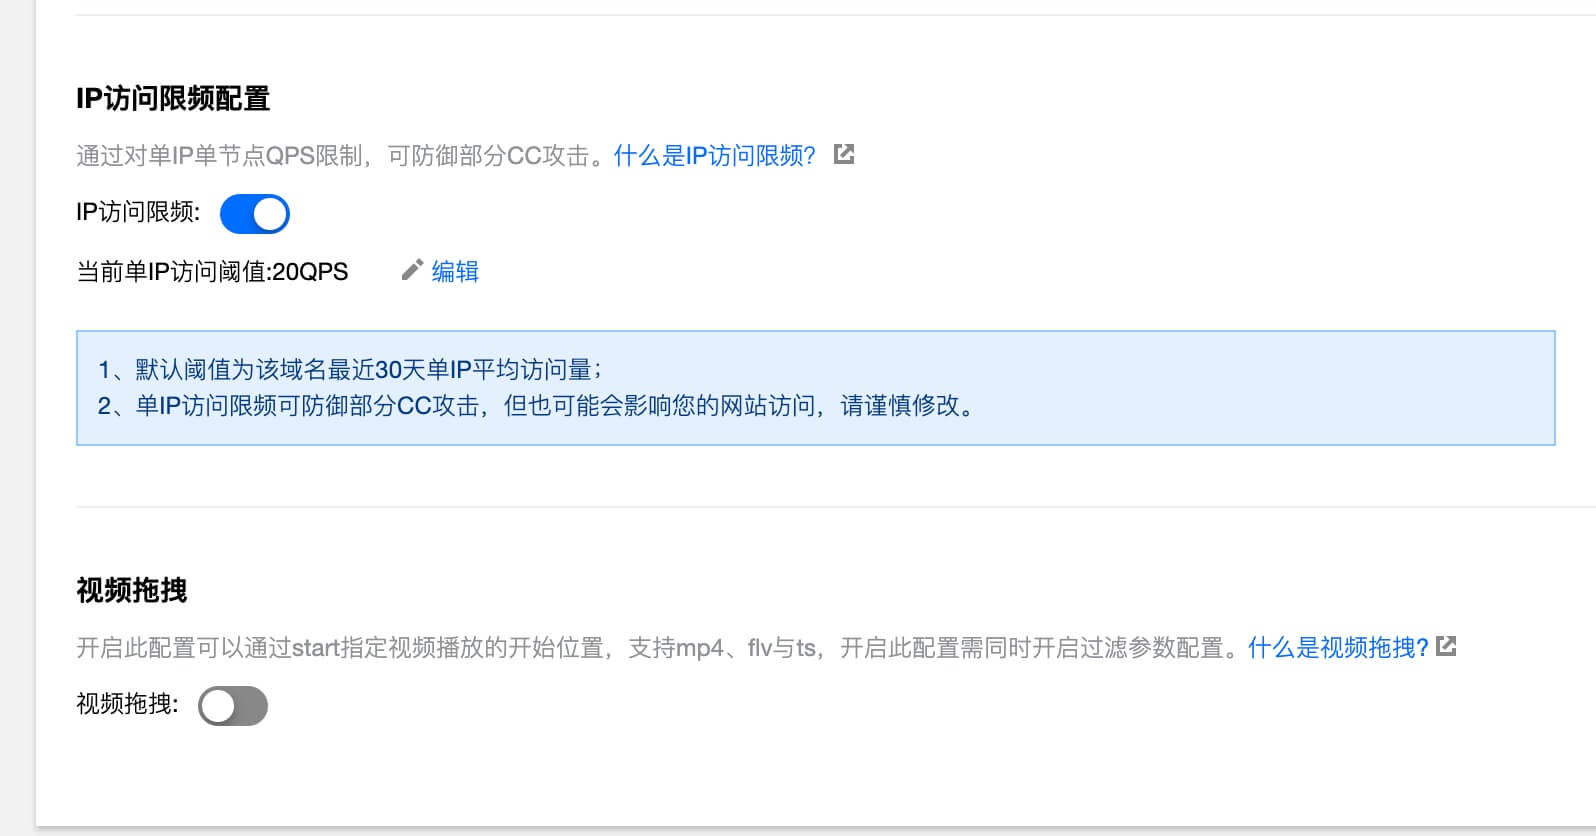 IP访问限频配置
通过对单IP单节点QPS限制，可防御部分CC攻击。什么是IP访问限频？
IP访问限频:
当前单IP访问阈值:20QPS 编辑
1、默认阈值为该域名最近30天单IP平均访问量；
2、单IP访问限频可防御部分CC攻击，但也可能会影响您的网站访问，请谨慎修改。
视频拖拽
开启此配置可以通过start指定视频播放的开始位置，支持mp4、flv与ts，开启此配置需同时开启过滤参数配置。什么是视频拖拽?
视频拖拽: